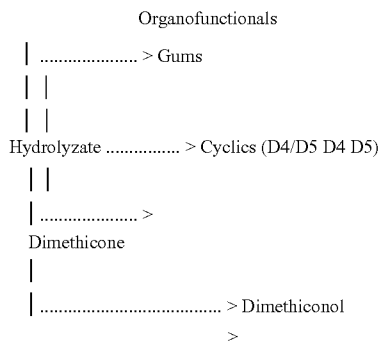 Organofunctionals
| ...................... > Gums
| |
| |
Hydrolyzate ................. > Cyclics (D4/D5 D4 D5)
| |
| ...................... >
Dimethicone
|
| ......................................... > Dimethiconol
>